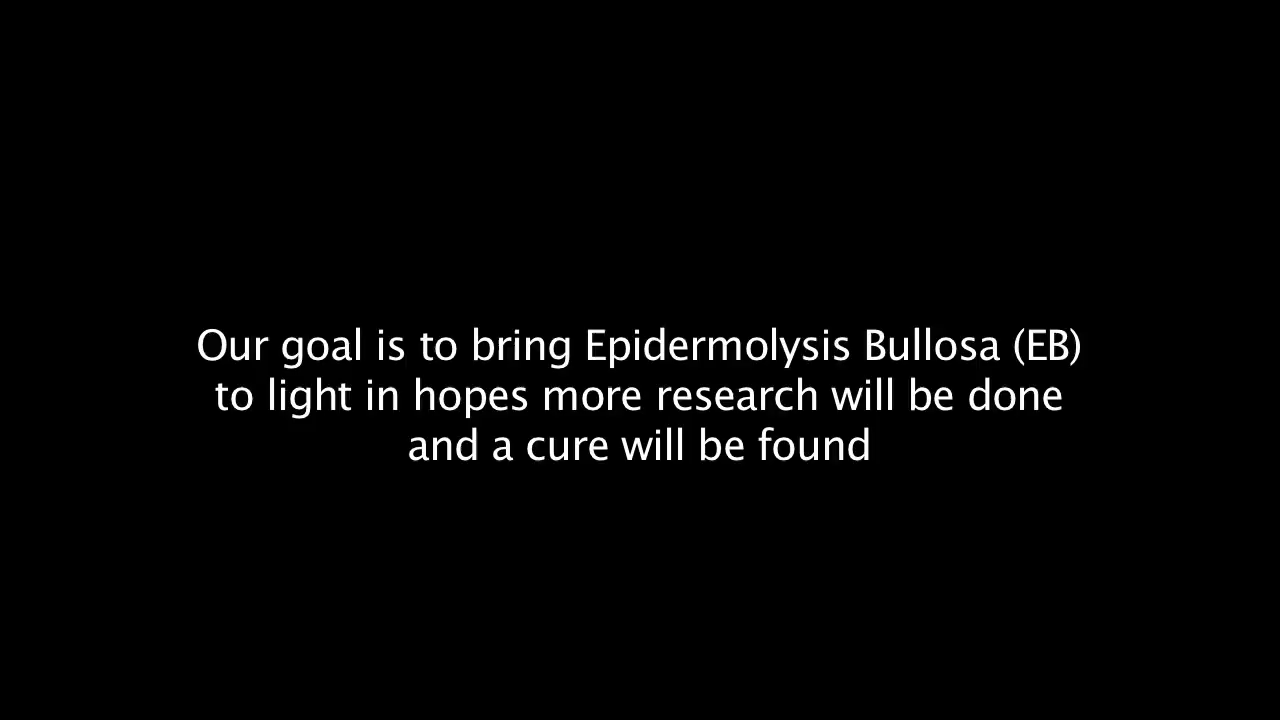 Our goal is to bring Epidermolysis Bullosa (EB)
to light in hopes more research will be done
and a cure will be found